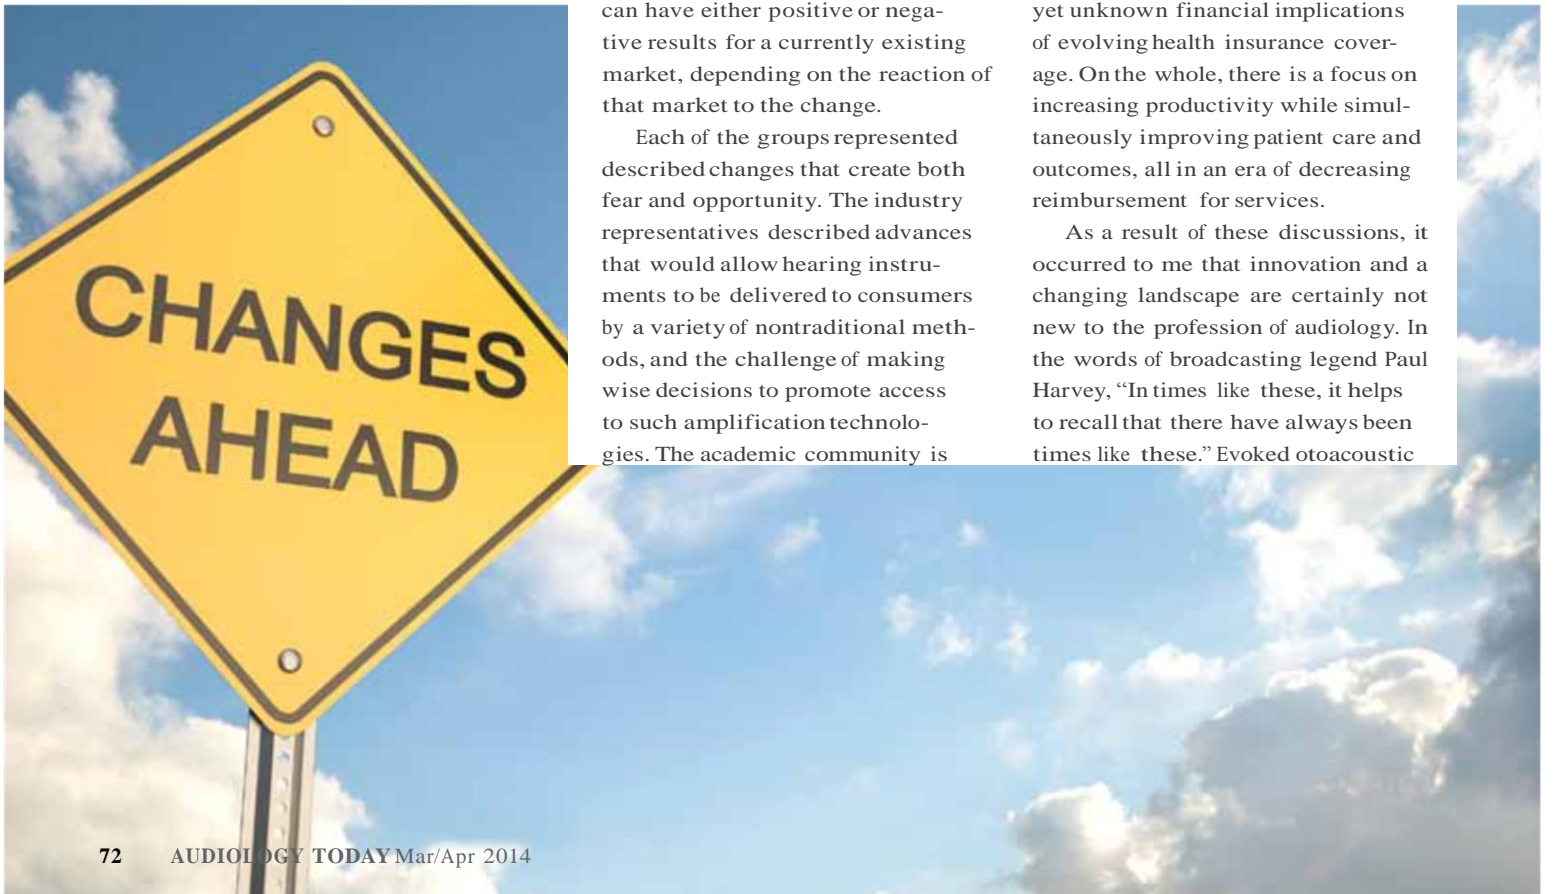 CHANGES
AHEAD
can have either positive or nega-
tive results for a currently existing
market, depending on the reaction of
that market to the change.
Each of the groups represented
described changes that create both
fear and opportunity. The industry
representatives described advances
that would allow hearing instru-
ments to be delivered to consumers
by a variety of nontraditional meth-
ods, and the challenge of making
wise decisions to promote access
to such amplification technolo-
gies. The academic community is
yet unknown financial implications
of evolving health insurance cover-
age. On the whole, there is a focus on
increasing productivity while simul-
taneously improving patient care and
outcomes, all in an era of decreasing
reimbursement for services.
As a result of these discussions, it
occurred to me that innovation and a
changing landscape are certainly not
new to the profession of audiology. In
the words of broadcasting legend Paul
Harvey, “In times like these, it helps
to recall that there have always been
times like these.” Evoked otoacoustic
72 AUDIOLOGY TODAY Mar/Apr 2014